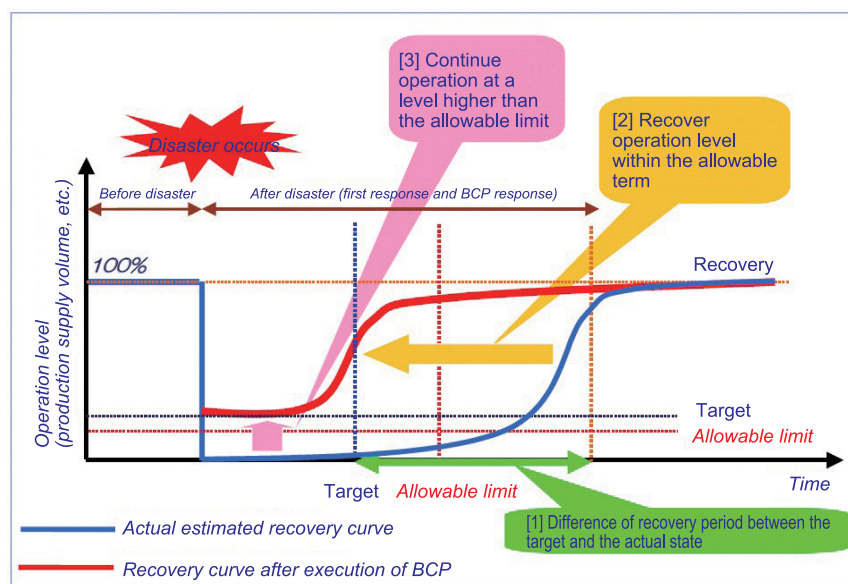 [3] Continue
operation at a
level higher than
the allowable limit
[2] Recover
operation level
within the allowable
term
Disaster occurs
Before disaster
After disaster (first response and BCP response)
100%
Recovery
Operation level
(production supply volume, etc.)
Target
Allowable limit
Time
Target
Allowable limit
[1] Difference of recovery period between the
target and the actual state
Actual estimated recovery curve
Recovery curve after execution of BCP